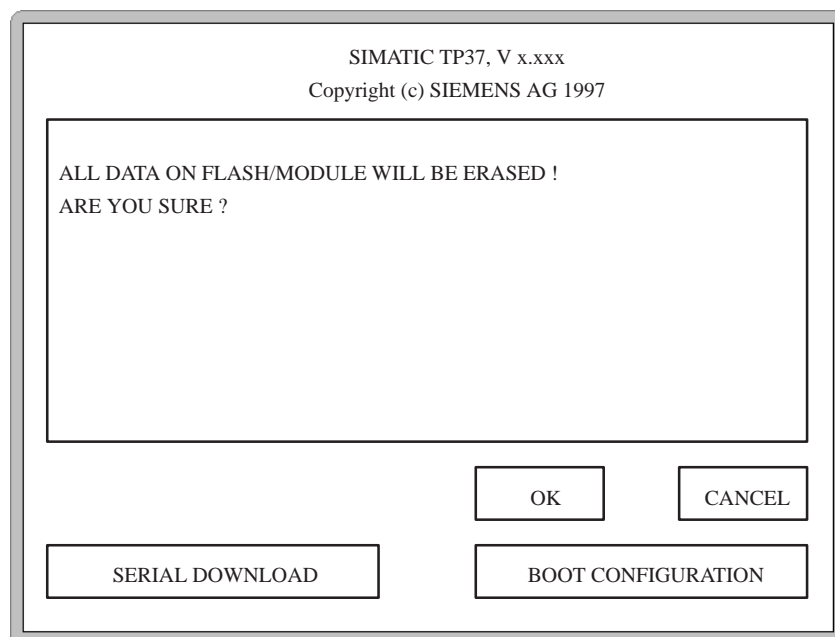 SIMATIC TP37, V x.xxx
Copyright (c) SIEMENS AG 1997
ALL DATA ON FLASH/MODULE WILL BE ERASED !
ARE YOU SURE ?
OK
CANCEL
SERIAL DOWNLOAD
BOOT CONFIGURATION